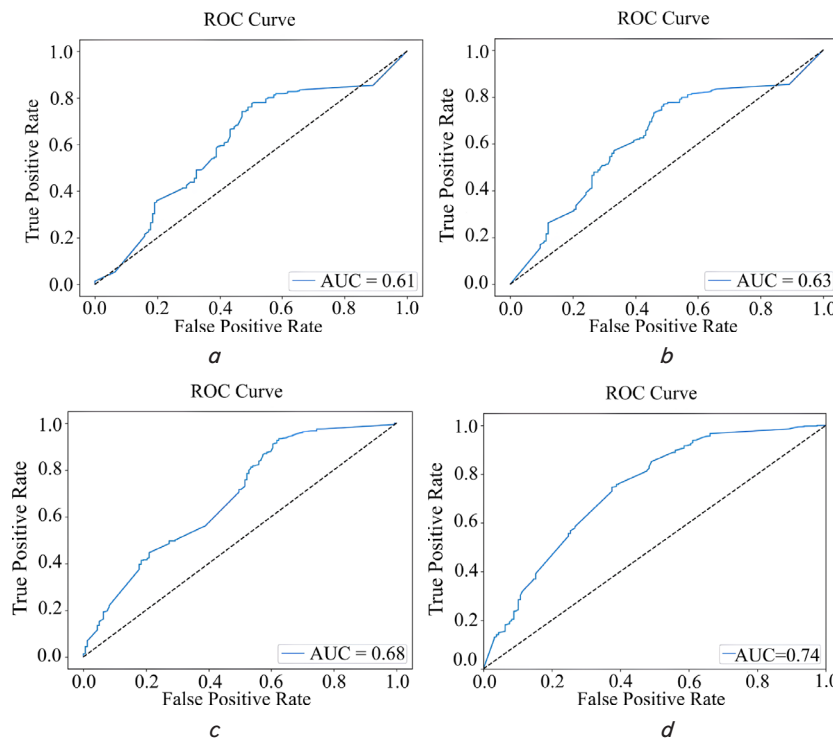 ROC Curve
True Positive Rate
1.0
0.8
0.6
0.4
0.2
0.0
AUC = 0.61
0.0 0.2 0.4 0.6 0.8 1.0
False Positive Rate
a
ROC Curve
True Positive Rate
1.0
0.8
0.6
0.4
0.2
0.0
AUC = 0.63
0.0 0.2 0.4 0.6 0.8 1.0
False Positive Rate
b
ROC Curve
True Positive Rate
1.0
0.8
0.6
0.4
0.2
0.0
AUC = 0.68
0.0 0.2 0.4 0.6 0.8 1.0
False Positive Rate
c
ROC Curve
True Positive Rate
1.0
0.8
0.6
0.4
0.2
0.0
AUC=0.74
0.0 0.2 0.4 0.6 0.8 1.0
False Positive Rate
d